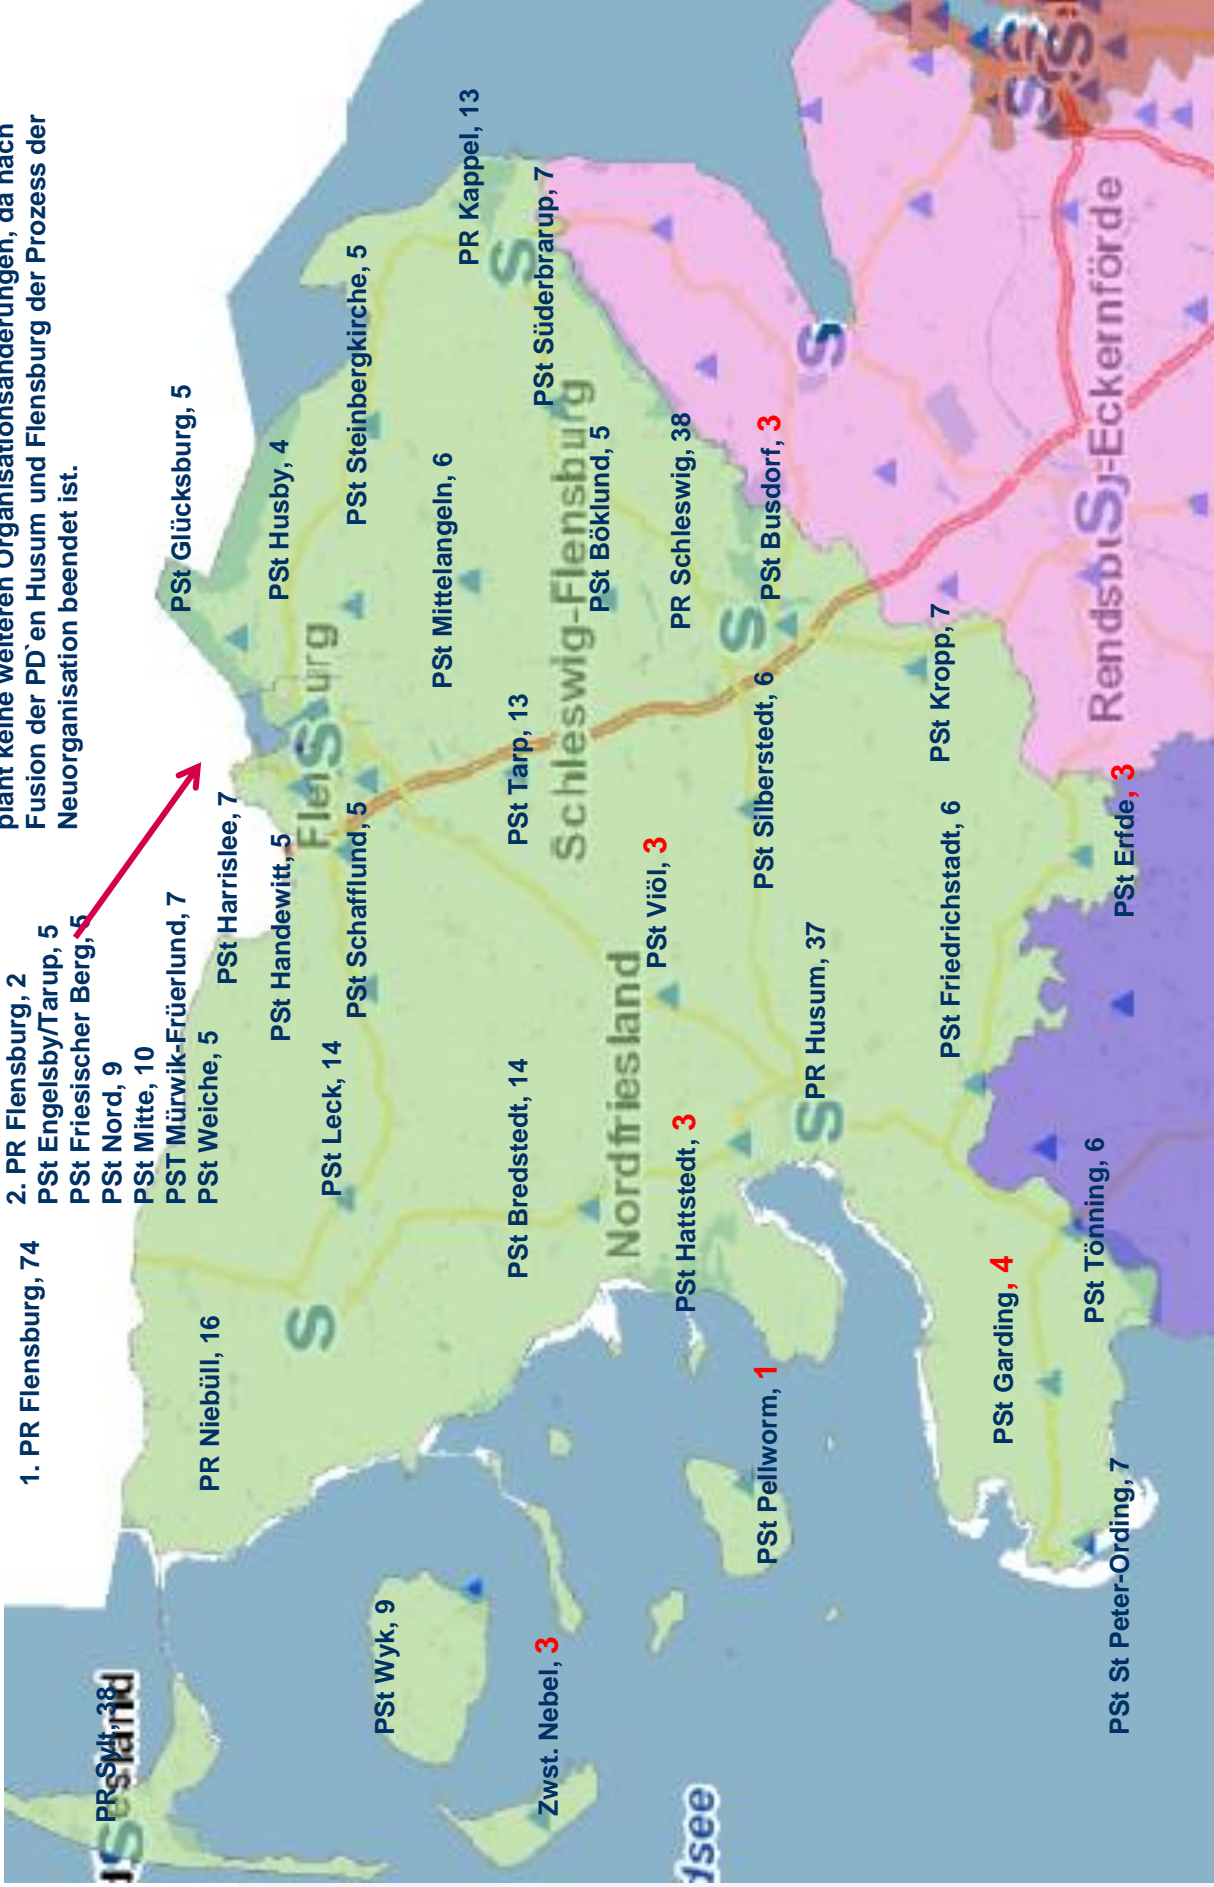 plant keine weiteren Organisationsänderungen, da nach
Fusion der PD`en Husum und Flensburg der Prozess der
Neuorganisation beendet ist.
1. PR Flensburg, 74
2. PR Flensburg, 2
PSt Engelsby/Tarup, 5
PSt Friesischer Berg, 5
PSt Nord, 9
PSt Mitte, 10
PST Mürwik-Früerlund, 7
PSt Weiche, 5
PR Sylt, 38
PR Niebüll, 16
PSt Harrislee, 7
PSt Glücksburg, 5
PSt Handewitt, 5
PSt Husby, 4
PSt Leck, 14
PSt Schafflund, 5
PSt Steinbergkirche, 5
PSt Wyk, 9
PSt Mittelangeln, 6
PR Kappel, 13
PSt Bredstedt, 14
PSt Tarp, 13
Zwst. Nebel, 3
PSt Süderbrarup, 7
Schleswig-Flensburg
PSt Böklund, 5
Nordfriesland
PSt Viöl, 3
PSt Hattstedt, 3
PR Schleswig, 38
PSt Pellworm, 1
PSt Silberstedt, 6
PSt Busdorf, 3
PR Husum, 37
PSt Friedrichstadt, 6
PSt Kropp, 7
PSt Garding, 4
PSt Tönning, 6
PSt Erfde, 3
PSt St Peter-Ording, 7
S
S
S
S
S
S
dsee